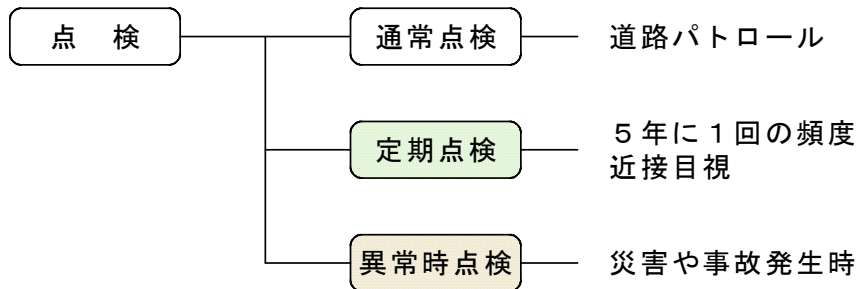 点　検
通常点検
道路パトロール
定期点検
５年に１回の頻度
近接目視
異常時点検
災害や事故発生時